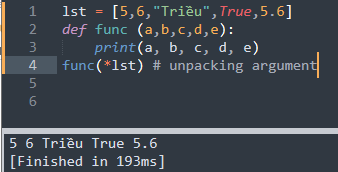 1 lst = [5,6,"Triều",True,5.6]
2 def func (a,b,c,d,e):
3     print(a, b, c, d, e)
4 func(*lst) # unpacking argument
5
6
5 6 Triều True 5.6
[Finished in 193ms]